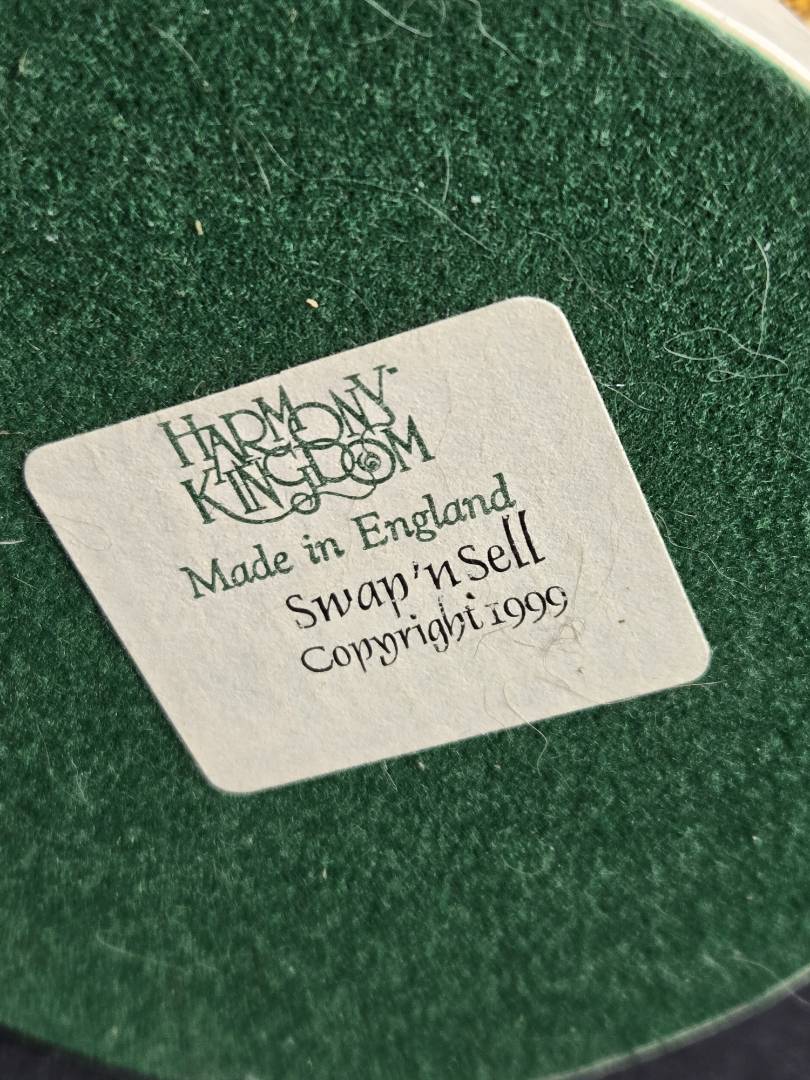 HARMONY
KINGDOM
Made in England
Swap'n Sell
Copyright 1999